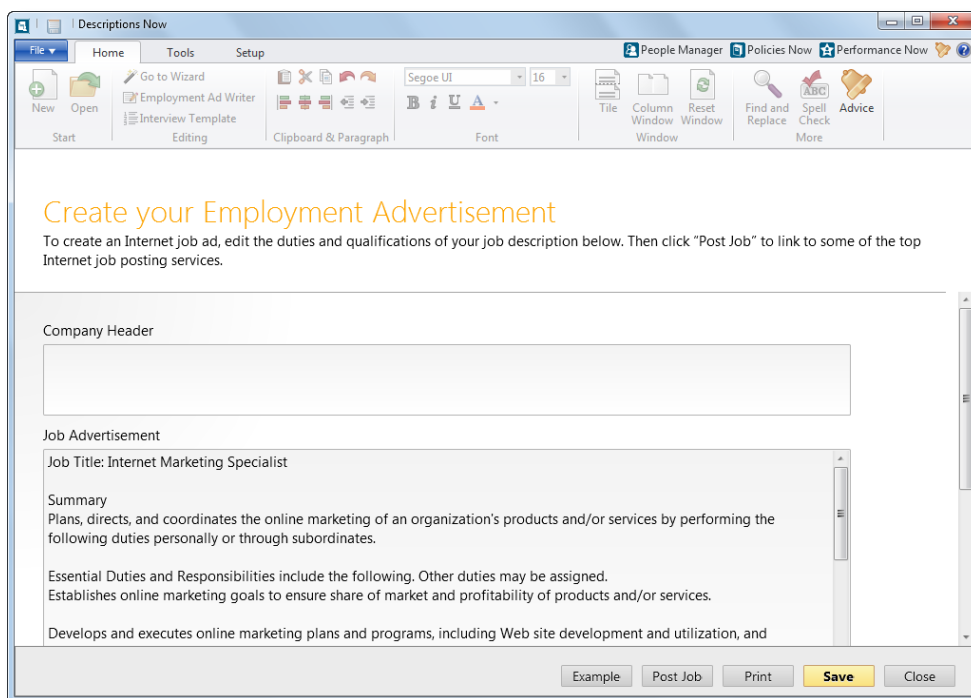 Descriptions Now
File Home Tools Setup People Manager Policies Now Performance Now
Go to Wizard Segoe UI 16
Employment Ad Writer
New Open Tile Column Window Reset Window Find and Replace Spell Check Advice
Interview Template
Start Editing Clipboard & Paragraph Font Window More
ABC
B i U A
Create your Employment Advertisement
To create an Internet job ad, edit the duties and qualifications of your job description below. Then click “Post Job” to link to some of the top
Internet job posting services.
Company Header
Job Advertisement
Job Title: Internet Marketing Specialist
Summary
Plans, directs, and coordinates the online marketing of an organization's products and/or services by performing the
following duties personally or through subordinates.
Essential Duties and Responsibilities include the following. Other duties may be assigned.
Establishes online marketing goals to ensure share of market and profitability of products and/or services.
Develops and executes online marketing plans and programs, including Web site development and utilization, and
Example Post Job Print Save Close